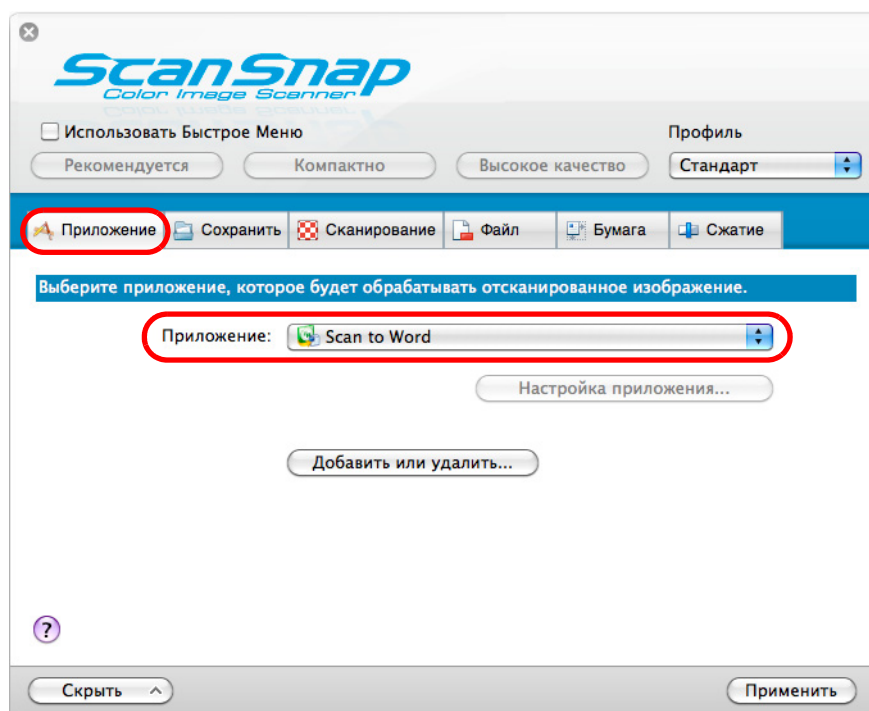 ScanSnap
Color Image Scanner
Использовать Быстрое Меню
Профиль
Рекомендуется Компактно Высокое качество Стандарт
Приложение Сохранить Сканирование Файл Бумага Сжатие
Выберите приложение, которое будет обрабатывать отсканированное изображение.
Приложение: Scan to Word
Настройка приложения...
Добавить или удалить...
?
Скрыть Применить